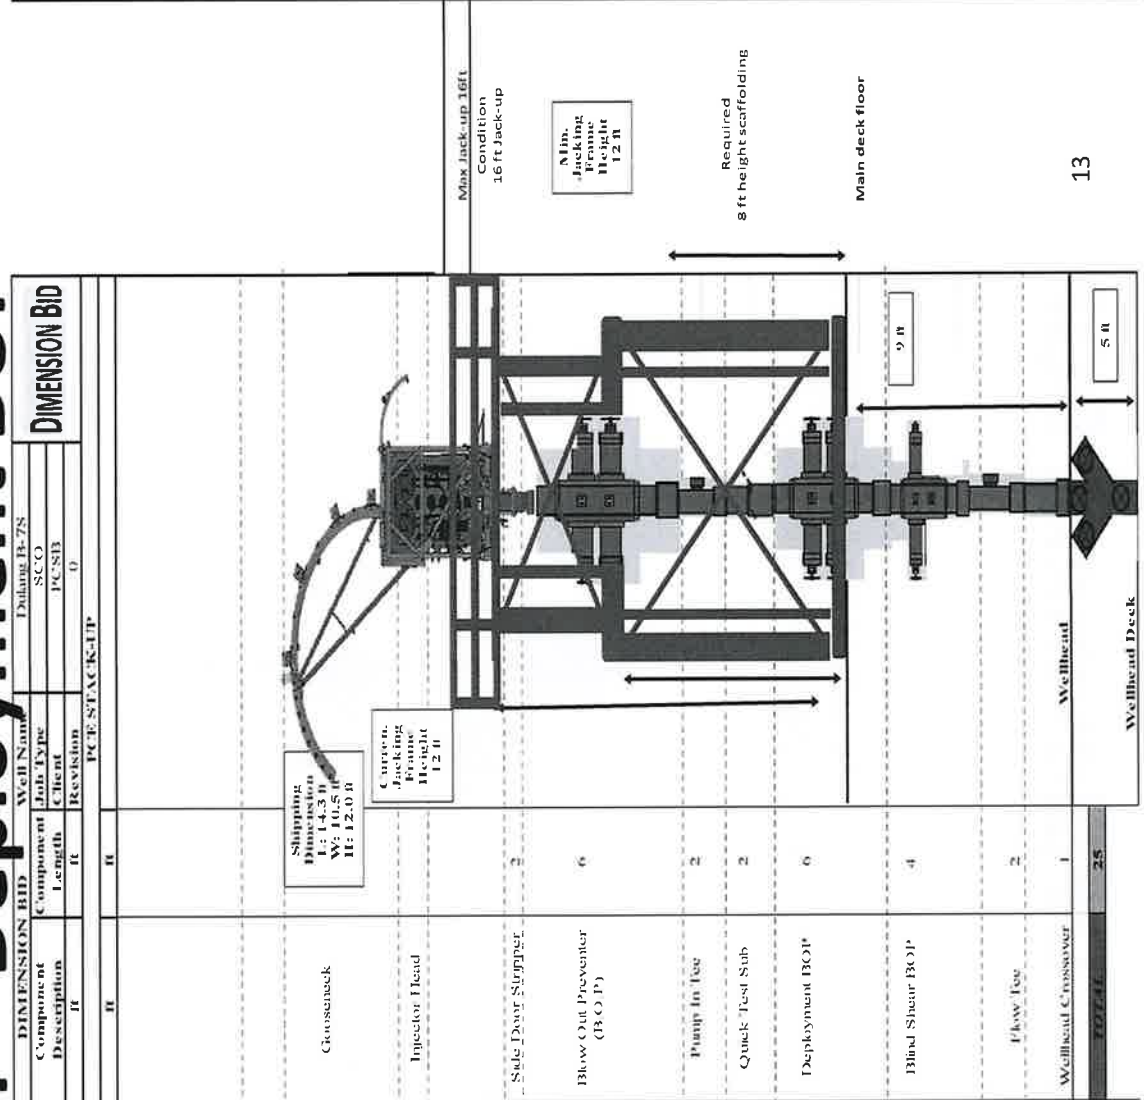 DIMENSION BID
Component
Description
Component
Length
Well Name
Dulang B-7S
DIMENSION BID
Job Type
SCO
Client
PCSB
ft
ft
Revision
0
PCE STACK-UP
ft
ft
Shipping
Dimension
L: 14.3 ft
W: 10.5 ft
H: 12.0 ft
Gooseneck
Curren.
Jacking
Frame
Height
12 ft
Injector Head
Max Jack-up 16ft
Condition
16 ft Jack-up
Side Door Stripper
2
Blow Out Preventer
(B.O.P)
6
Min.
Jacking
Frame
Height
12 ft
Pump In Tee
2
Quick Test Sub
2
Required
8 ft height scaffolding
Deployment BOP
6
Main deck floor
Blind Shear BOP
4
9 ft
Flow Tee
2
Wellhead Crossover
1
Wellhead
TOTAL
25
5 ft
Wellhead Deck
13